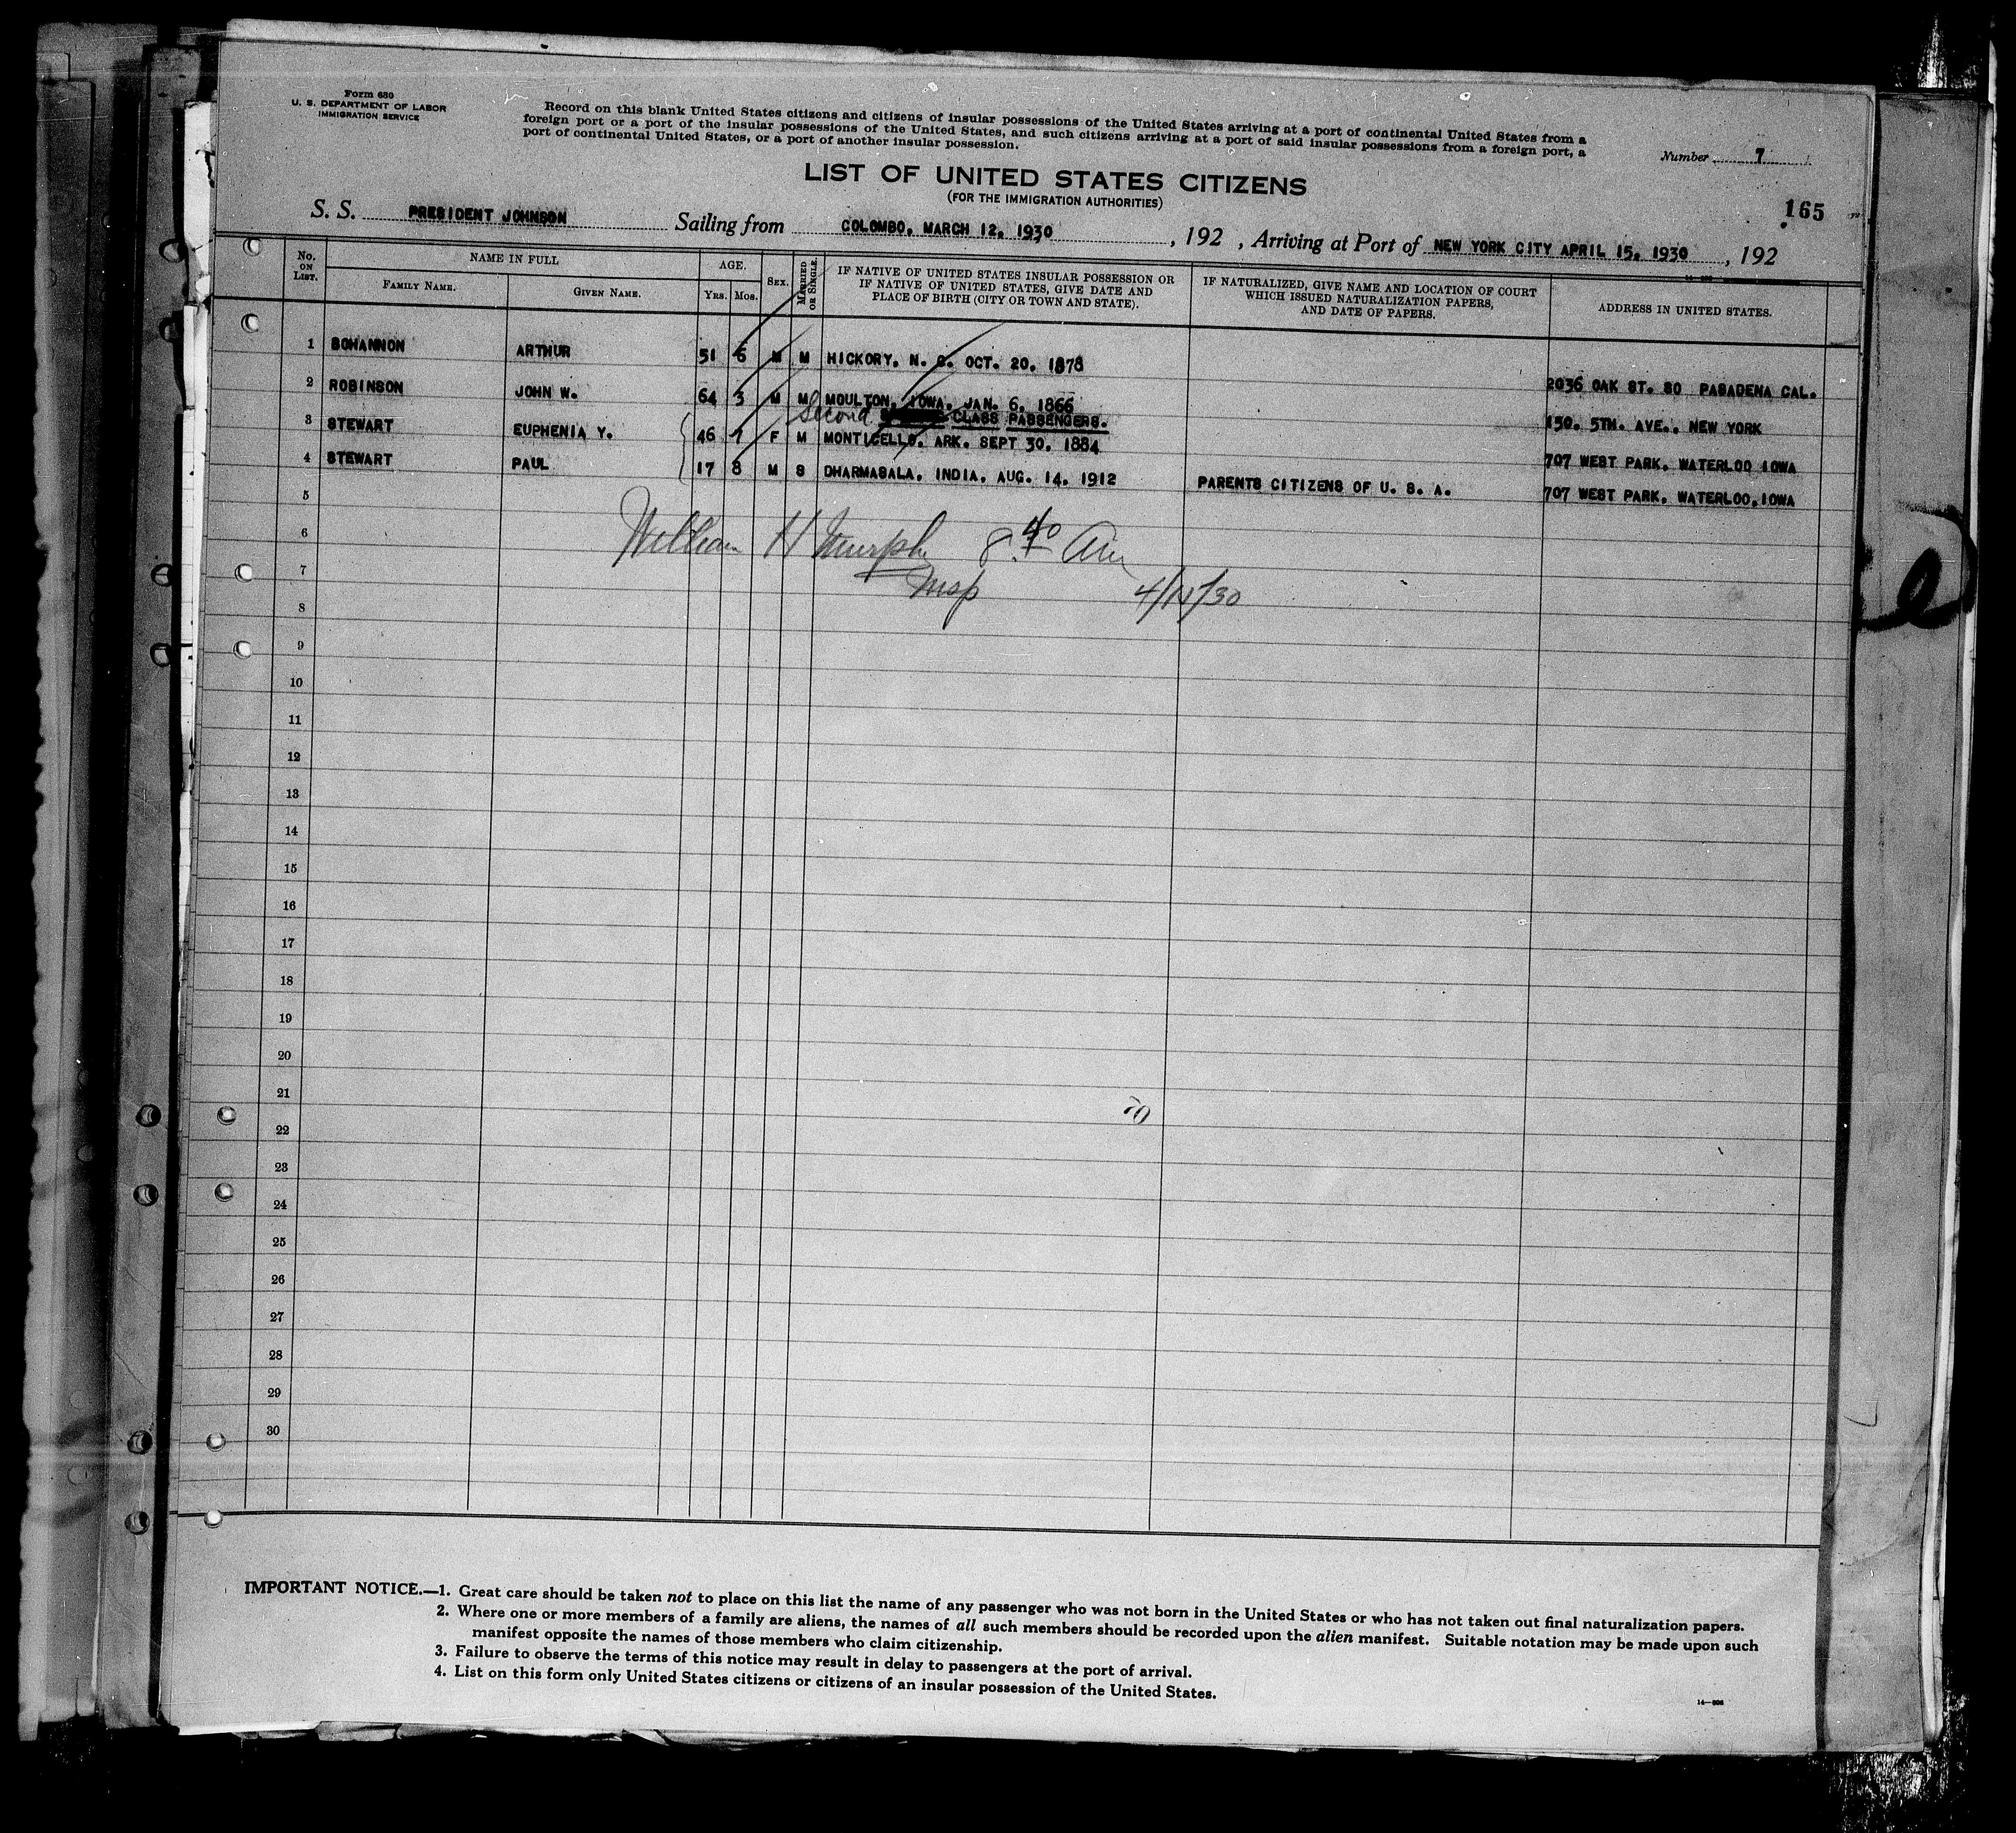 Form 630
U. S. DEPARTMENT OF LABOR
IMMIGRATION SERVICE
Record on this blank United States citizens and citizens of insular possessions of the United States arriving at a port of continental United States from a
foreign port or a port of the insular possessions of the United States, and such citizens arriving at a port of said insular possessions from a foreign port, a
port of continental United States, or a port of another insular possession.
Number 7
LIST OF UNITED STATES CITIZENS
(FOR THE IMMIGRATION AUTHORITIES)
165
S. S. PRESIDENT JOHNSON Sailing from COLOMBO, MARCH 12, 1930, 192 , Arriving at Port of NEW YORK CITY APRIL 15, 1930, 192
No. ON LIST. NAME IN FULL FAMILY NAME. GIVEN NAME. AGE. YRS. MOS. SEX. MARRIED OR SINGLE. IF NATIVE OF UNITED STATES INSULAR POSSESSION OR IF NATIVE OF UNITED STATES, GIVE DATE AND PLACE OF BIRTH (CITY OR TOWN AND STATE). IF NATURALIZED, GIVE NAME AND LOCATION OF COURT WHICH ISSUED NATURALIZATION PAPERS, AND DATE OF PAPERS. ADDRESS IN UNITED STATES.
1 BOHANNON ARTHUR 51 6 M M HICKORY, N. C. OCT. 20, 1878 2036 OAK ST. SO PASADENA CAL.
2 ROBINSON JOHN W. 64 3 M M MOULTON, IOWA, JAN. 6, 1866 150. 5TH. AVE., NEW YORK
Second CLASS PASSENGERS.
3 STEWART EUPHENIA Y. 46 7 F M MONTICELLO, ARK. SEPT 30, 1884 707 WEST PARK, WATERLOO IOWA
4 STEWART PAUL 17 8 M S DHARMASALA, INDIA, AUG. 14, 1912 PARENTS CITIZENS OF U. S. A. 707 WEST PARK, WATERLOO, IOWA
5
6 William H Murphy 8 40 Am
7 Insp 4/15/30
8
9
10
11
12
13
14
15
16
17
18
19
20
21
22
23
24
25
26
27
28
29
30
IMPORTANT NOTICE.—1. Great care should be taken not to place on this list the name of any passenger who was not born in the United States or who has not taken out final naturalization papers.
2. Where one or more members of a family are aliens, the names of all such members should be recorded upon the alien manifest. Suitable notation may be made upon such
manifest opposite the names of those members who claim citizenship.
3. Failure to observe the terms of this notice may result in delay to passengers at the port of arrival.
4. List on this form only United States citizens or citizens of an insular possession of the United States.